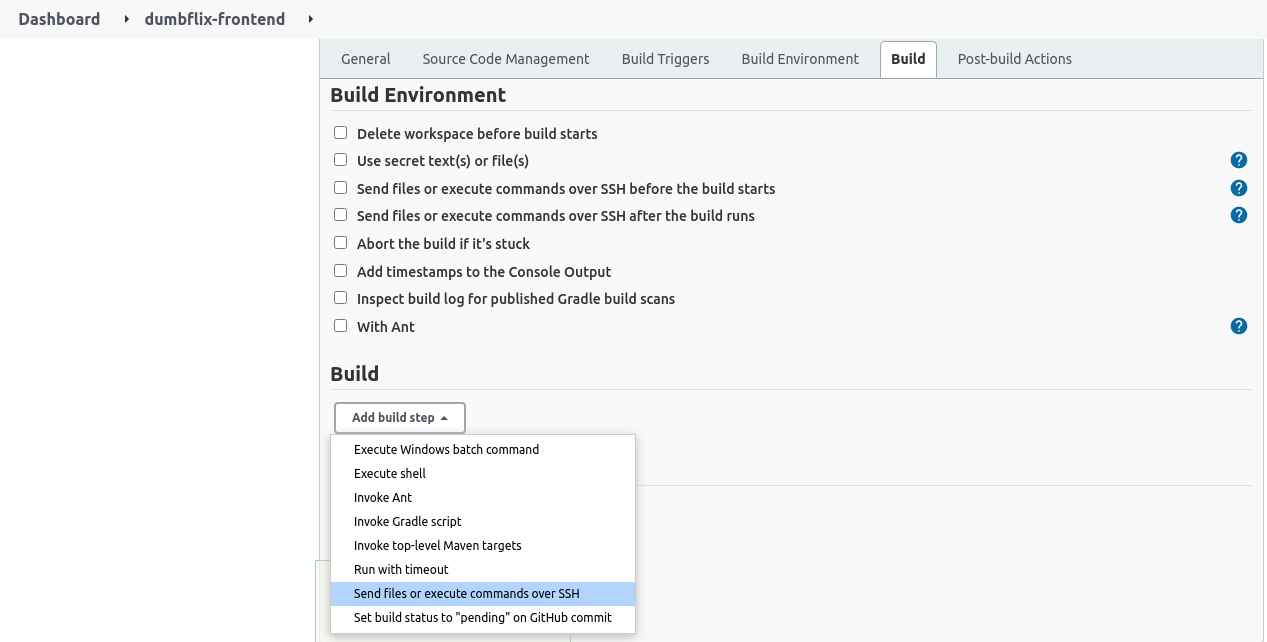 Dashboard dumbflix-frontend
General Source Code Management Build Triggers Build Environment Build Post-build Actions
Build Environment
Delete workspace before build starts
Use secret text(s) or file(s) ?
Send files or execute commands over SSH before the build starts ?
Send files or execute commands over SSH after the build runs ?
Abort the build if it's stuck
Add timestamps to the Console Output
Inspect build log for published Gradle build scans
With Ant ?
Build
Add build step
Execute Windows batch command
Execute shell
Invoke Ant
Invoke Gradle script
Invoke top-level Maven targets
Run with timeout
Send files or execute commands over SSH
Set build status to "pending" on GitHub commit